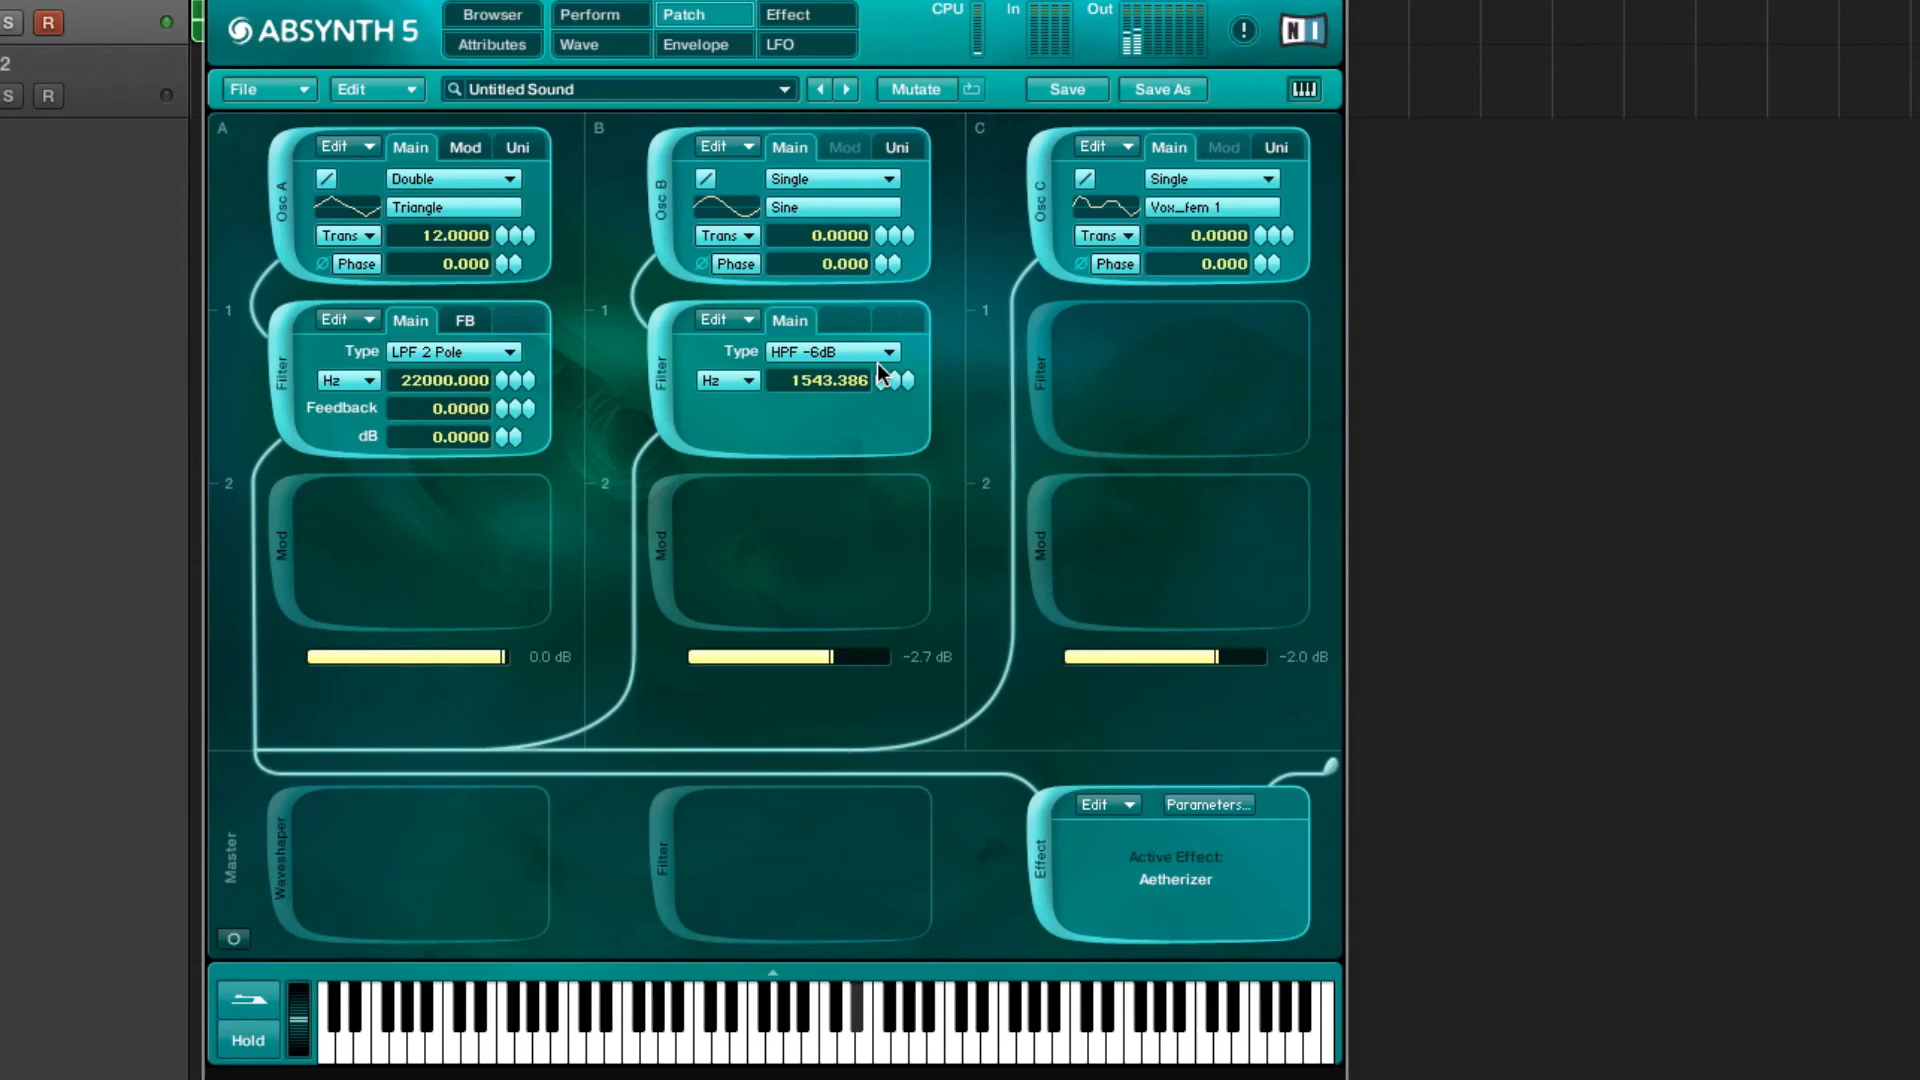 S R
2
S R
ABSYNTH 5
Browser Perform Patch Effect
Attributes Wave Envelope LFO
CPU In Out
! NI
File Edit Untitled Sound Mutate Save Save As
A B C
Osc A
Edit Main Mod Uni
Double
Triangle
Trans 12.0000
Ø Phase 0.000
Osc B
Edit Main Mod Uni
Single
Sine
Trans 0.0000
Ø Phase 0.000
Osc C
Edit Main Mod Uni
Single
Vox_fem 1
Trans 0.0000
Ø Phase 0.000
1 1 1
Filter
Edit Main FB
Type LPF 2 Pole
Hz 22000.000
Feedback 0.0000
dB 0.0000
Filter
Edit Main
Type HPF -6dB
Hz 1543.386
Filter
2 2 2
Mod Mod Mod
0.0 dB -2.7 dB -2.0 dB
Master
Waveshaper
Filter
Effect
Edit Parameters...
Active Effect:
Aetherizer
Hold